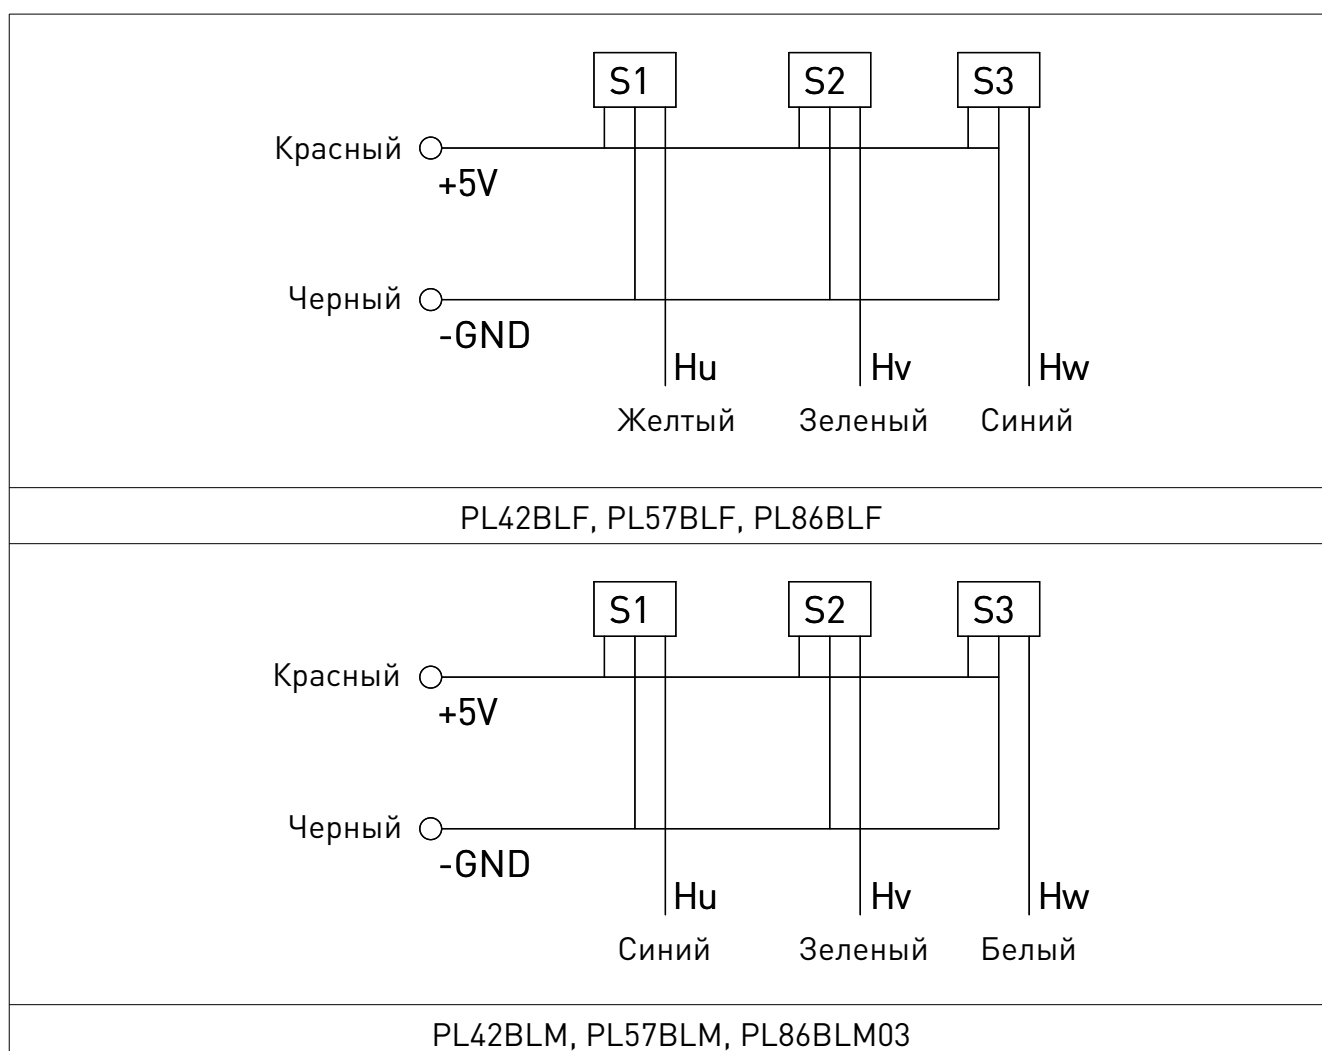 S1 S2 S3
Красный
+5V
Черный
-GND
Hu Hv Hw
Желтый Зеленый Синий
PL42BLF, PL57BLF, PL86BLF
S1 S2 S3
Красный
+5V
Черный
-GND
Hu Hv Hw
Синий Зеленый Белый
PL42BLM, PL57BLM, PL86BLM03